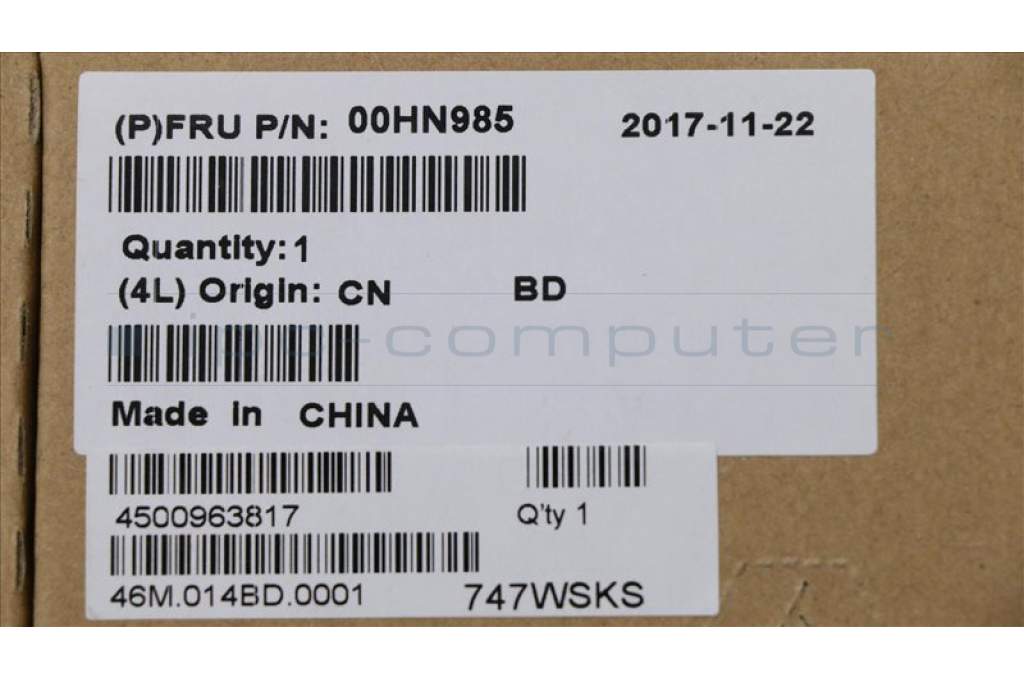 (P)FRU P/N: 00HN985 2017-11-22
Quantity:1
(4L) Origin: CN BD
ipc-computer
Made in CHINA
4500963817 Q'ty 1
46M.014BD.0001 747WSKS